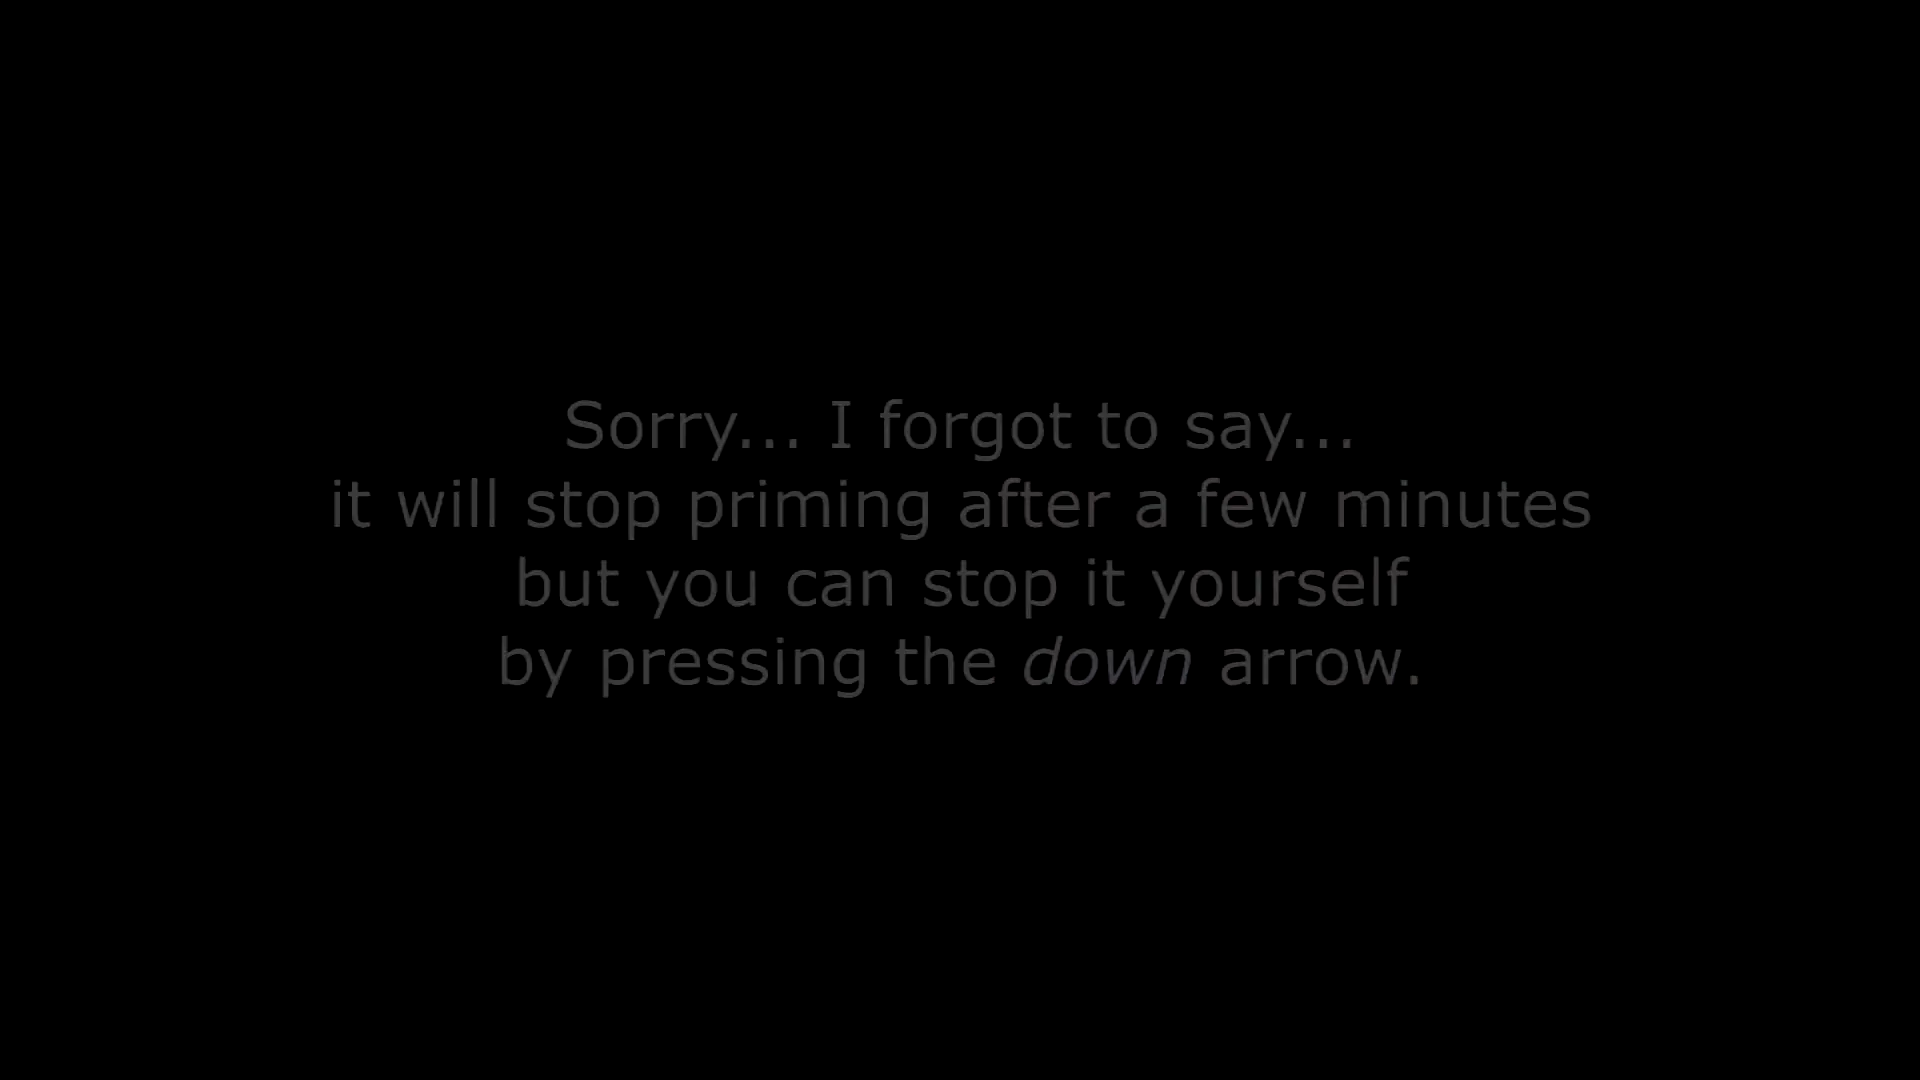 Sorry... I forgot to say...
it will stop priming after a few minutes
but you can stop it yourself
by pressing the down arrow.